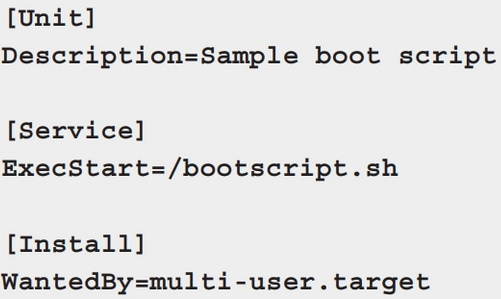 [Unit]
Description=Sample boot script
[Service]
ExecStart=/bootscript.sh
[Install]
WantedBy=multi-user.target